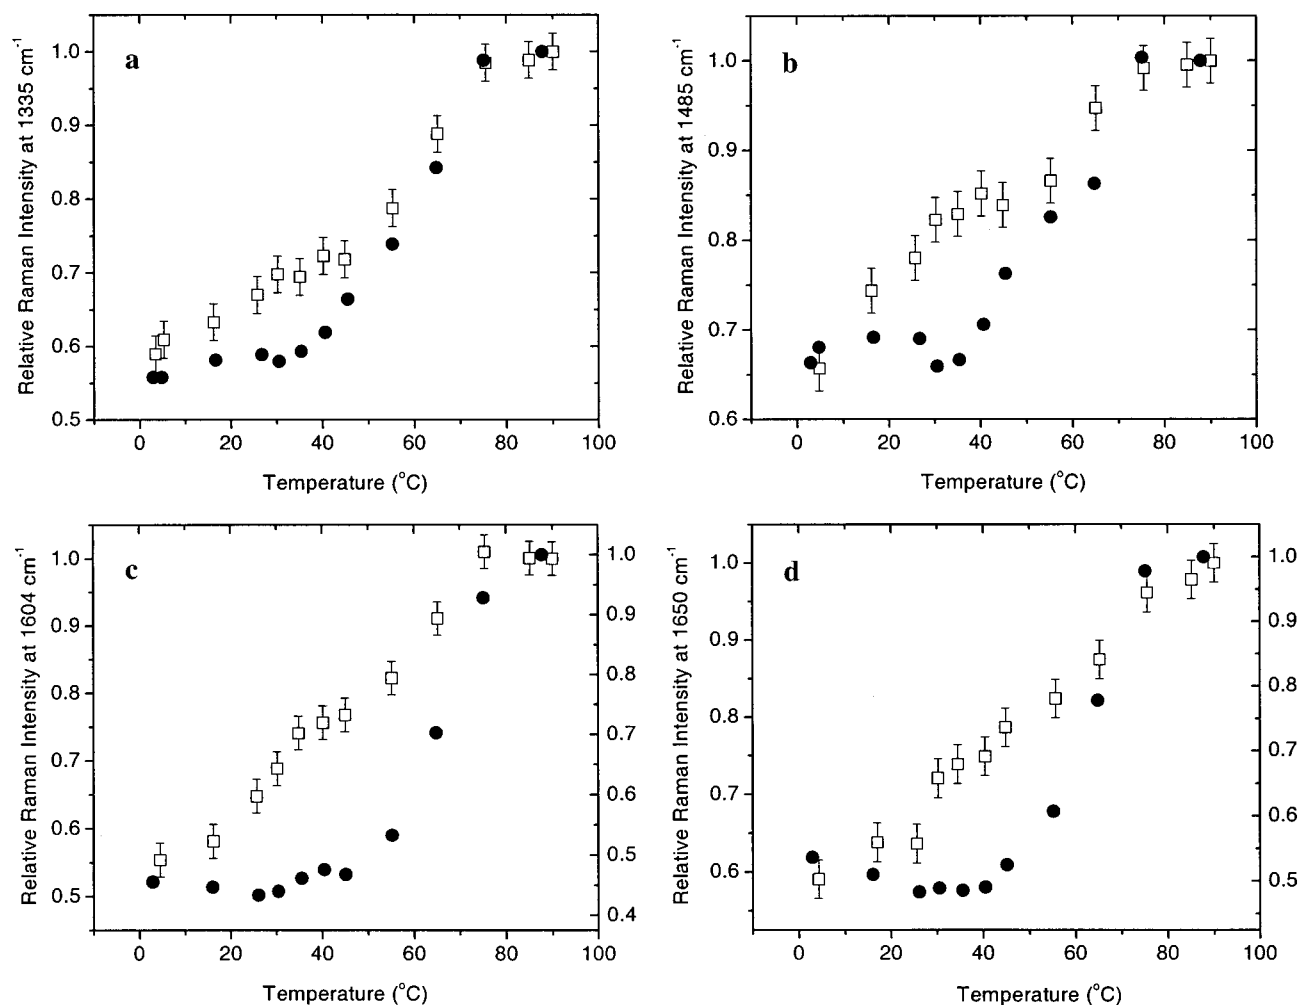 a
Relative Raman Intensity at 1335 cm⁻¹
1.0
0.9
0.8
0.7
0.6
0.5
0 20 40 60 80 100
Temperature (°C)
b
Relative Raman Intensity at 1485 cm⁻¹
1.0
0.9
0.8
0.7
0.6
0 20 40 60 80 100
Temperature (°C)
c
Relative Raman Intensity at 1604 cm⁻¹
1.0
0.9
0.8
0.7
0.6
0.5
1.0
0.9
0.8
0.7
0.6
0.5
0.4
0 20 40 60 80 100
Temperature (°C)
d
Relative Raman Intensity at 1650 cm⁻¹
1.0
0.9
0.8
0.7
0.6
1.0
0.9
0.8
0.7
0.6
0.5
0 20 40 60 80 100
Temperature (°C)